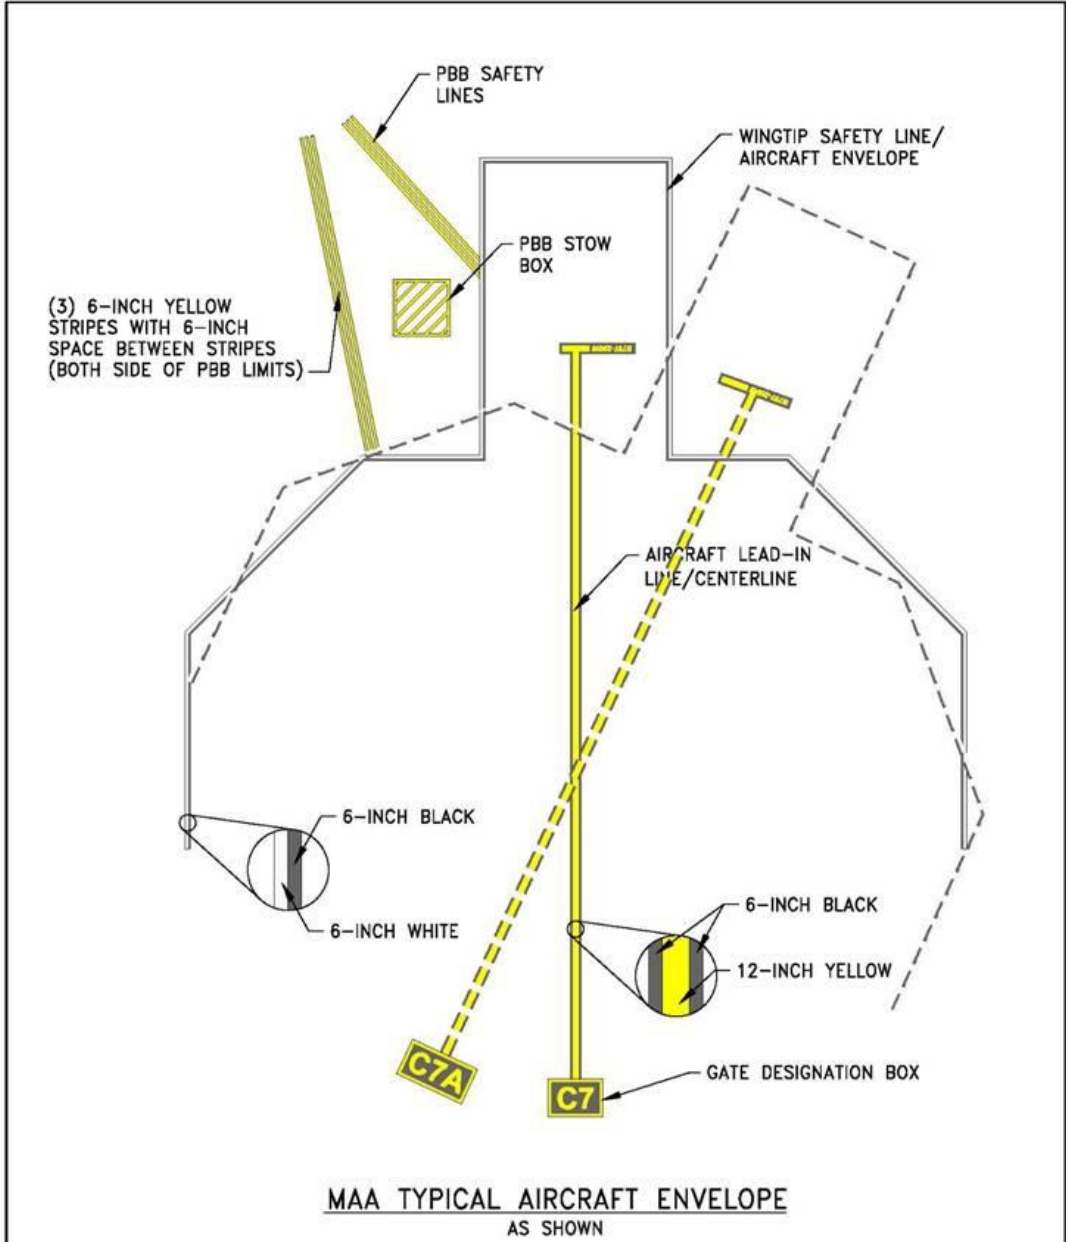 PBB SAFETY
LINES
WINGTIP SAFETY LINE/
AIRCRAFT ENVELOPE
PBB STOW
BOX
(3) 6-INCH YELLOW
STRIPES WITH 6-INCH
SPACE BETWEEN STRIPES
(BOTH SIDE OF PBB LIMITS)
AIRCRAFT LEAD-IN
LINE/CENTERLINE
6-INCH BLACK
6-INCH WHITE
6-INCH BLACK
12-INCH YELLOW
C7A
C7
GATE DESIGNATION BOX
MAA TYPICAL AIRCRAFT ENVELOPE
AS SHOWN